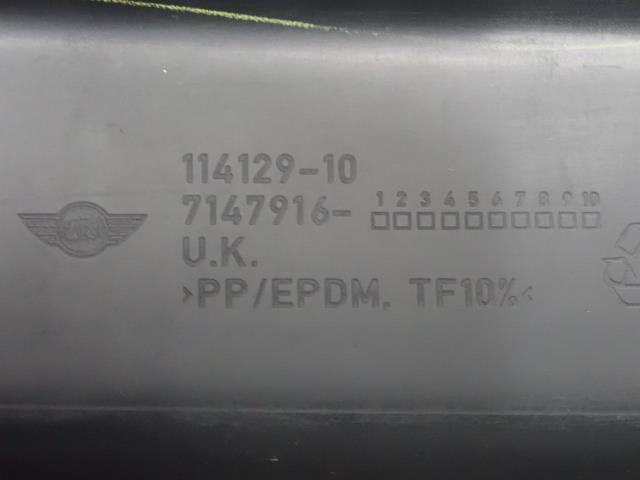 114129-10
1 2 3 4 5 6 7 8 9 10
7147916-
U.K.
>PP/EPDM. TF10%<